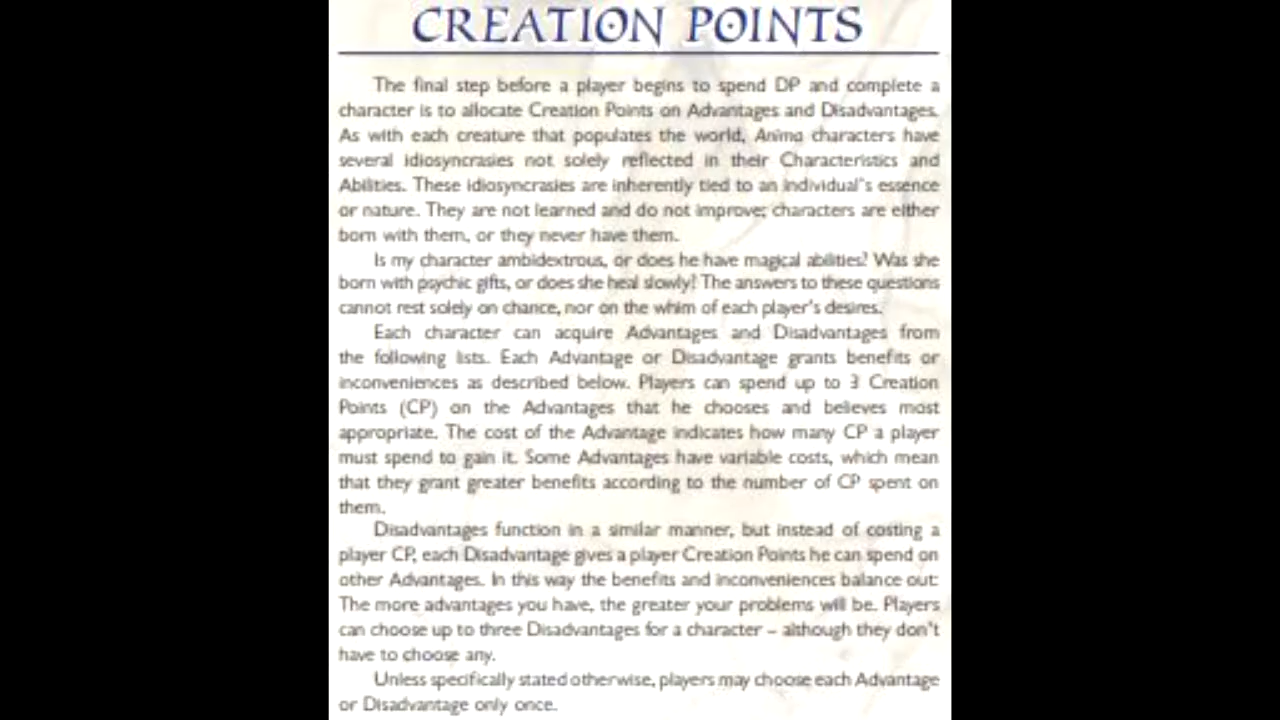 CREATION POINTS
The final step before a player begins to spend DP and complete a
character is to allocate Creation Points on Advantages and Disadvantages.
As with each creature that populates the world, Anima characters have
several idiosyncrasies not solely reflected in their Characteristics and
Abilities. These idiosyncrasies are inherently tied to an individual's essence
or nature. They are not learned and do not improve; characters are either
born with them, or they never have them.
Is my character ambidextrous, or does he have magical abilities? Was she
born with psychic gifts, or does she heal slowly? The answers to these questions
cannot rest solely on chance, nor on the whim of each player's desires.
Each character can acquire Advantages and Disadvantages from
the following lists. Each Advantage or Disadvantage grants benefits or
inconveniences as described below. Players can spend up to 3 Creation
Points (CP) on the Advantages that he chooses and believes most
appropriate. The cost of the Advantage indicates how many CP a player
must spend to gain it. Some Advantages have variable costs, which mean
that they grant greater benefits according to the number of CP spent on
them.
Disadvantages function in a similar manner, but instead of costing a
player CP, each Disadvantage gives a player Creation Points he can spend on
other Advantages. In this way the benefits and inconveniences balance out:
The more advantages you have, the greater your problems will be. Players
can choose up to three Disadvantages for a character – although they don't
have to choose any.
Unless specifically stated otherwise, players may choose each Advantage
or Disadvantage only once.